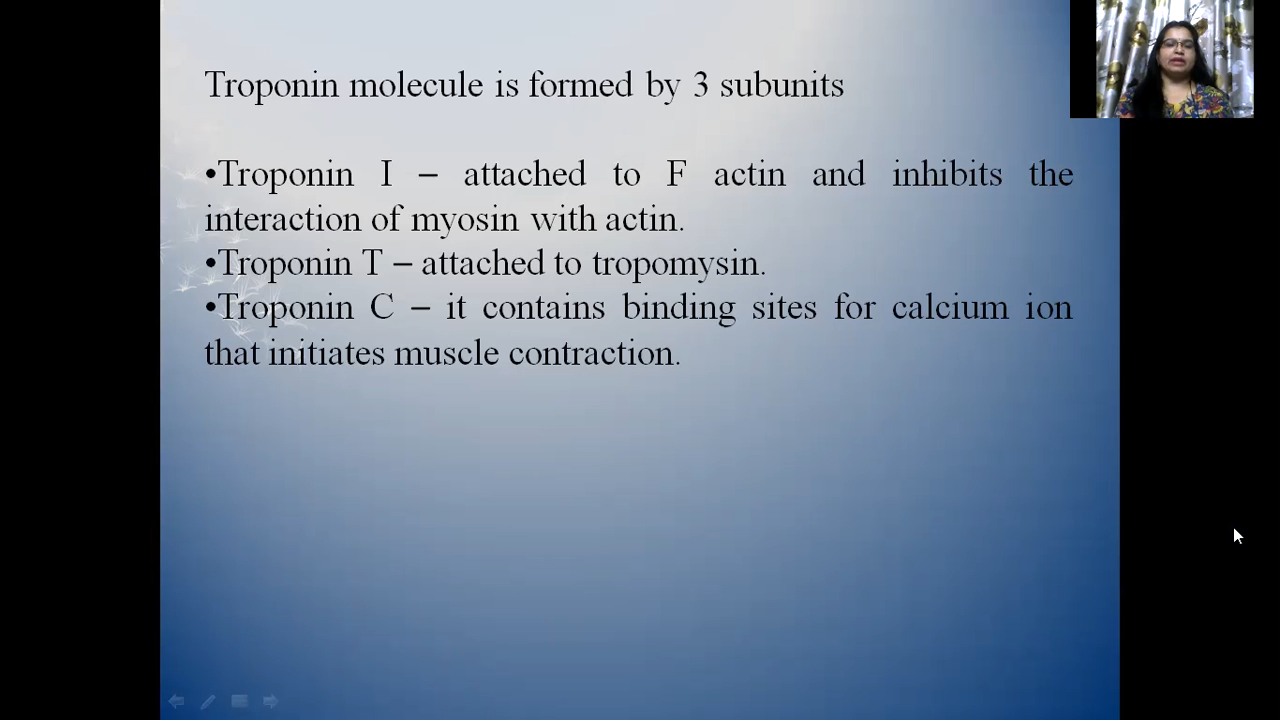 Troponin molecule is formed by 3 subunits
•Troponin I – attached to F actin and inhibits the
interaction of myosin with actin.
•Troponin T – attached to tropomysin.
•Troponin C – it contains binding sites for calcium ion
that initiates muscle contraction.